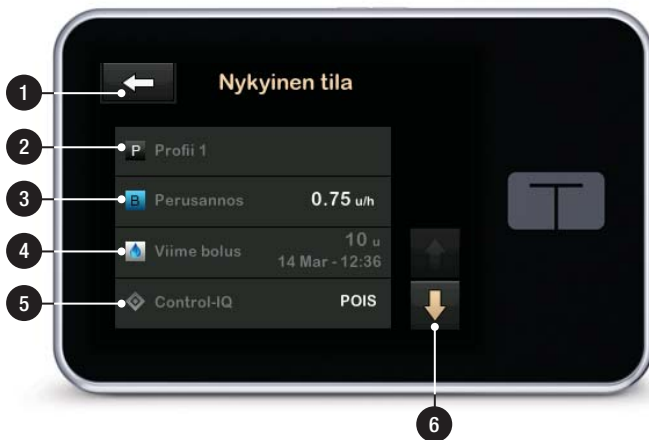 Nykyinen tila
1
2
P Profii 1
3
B Perusannos 0.75 u/h
4
Viime bolus 10 u
14 Mar - 12:36
5
Control-IQ POIS
6